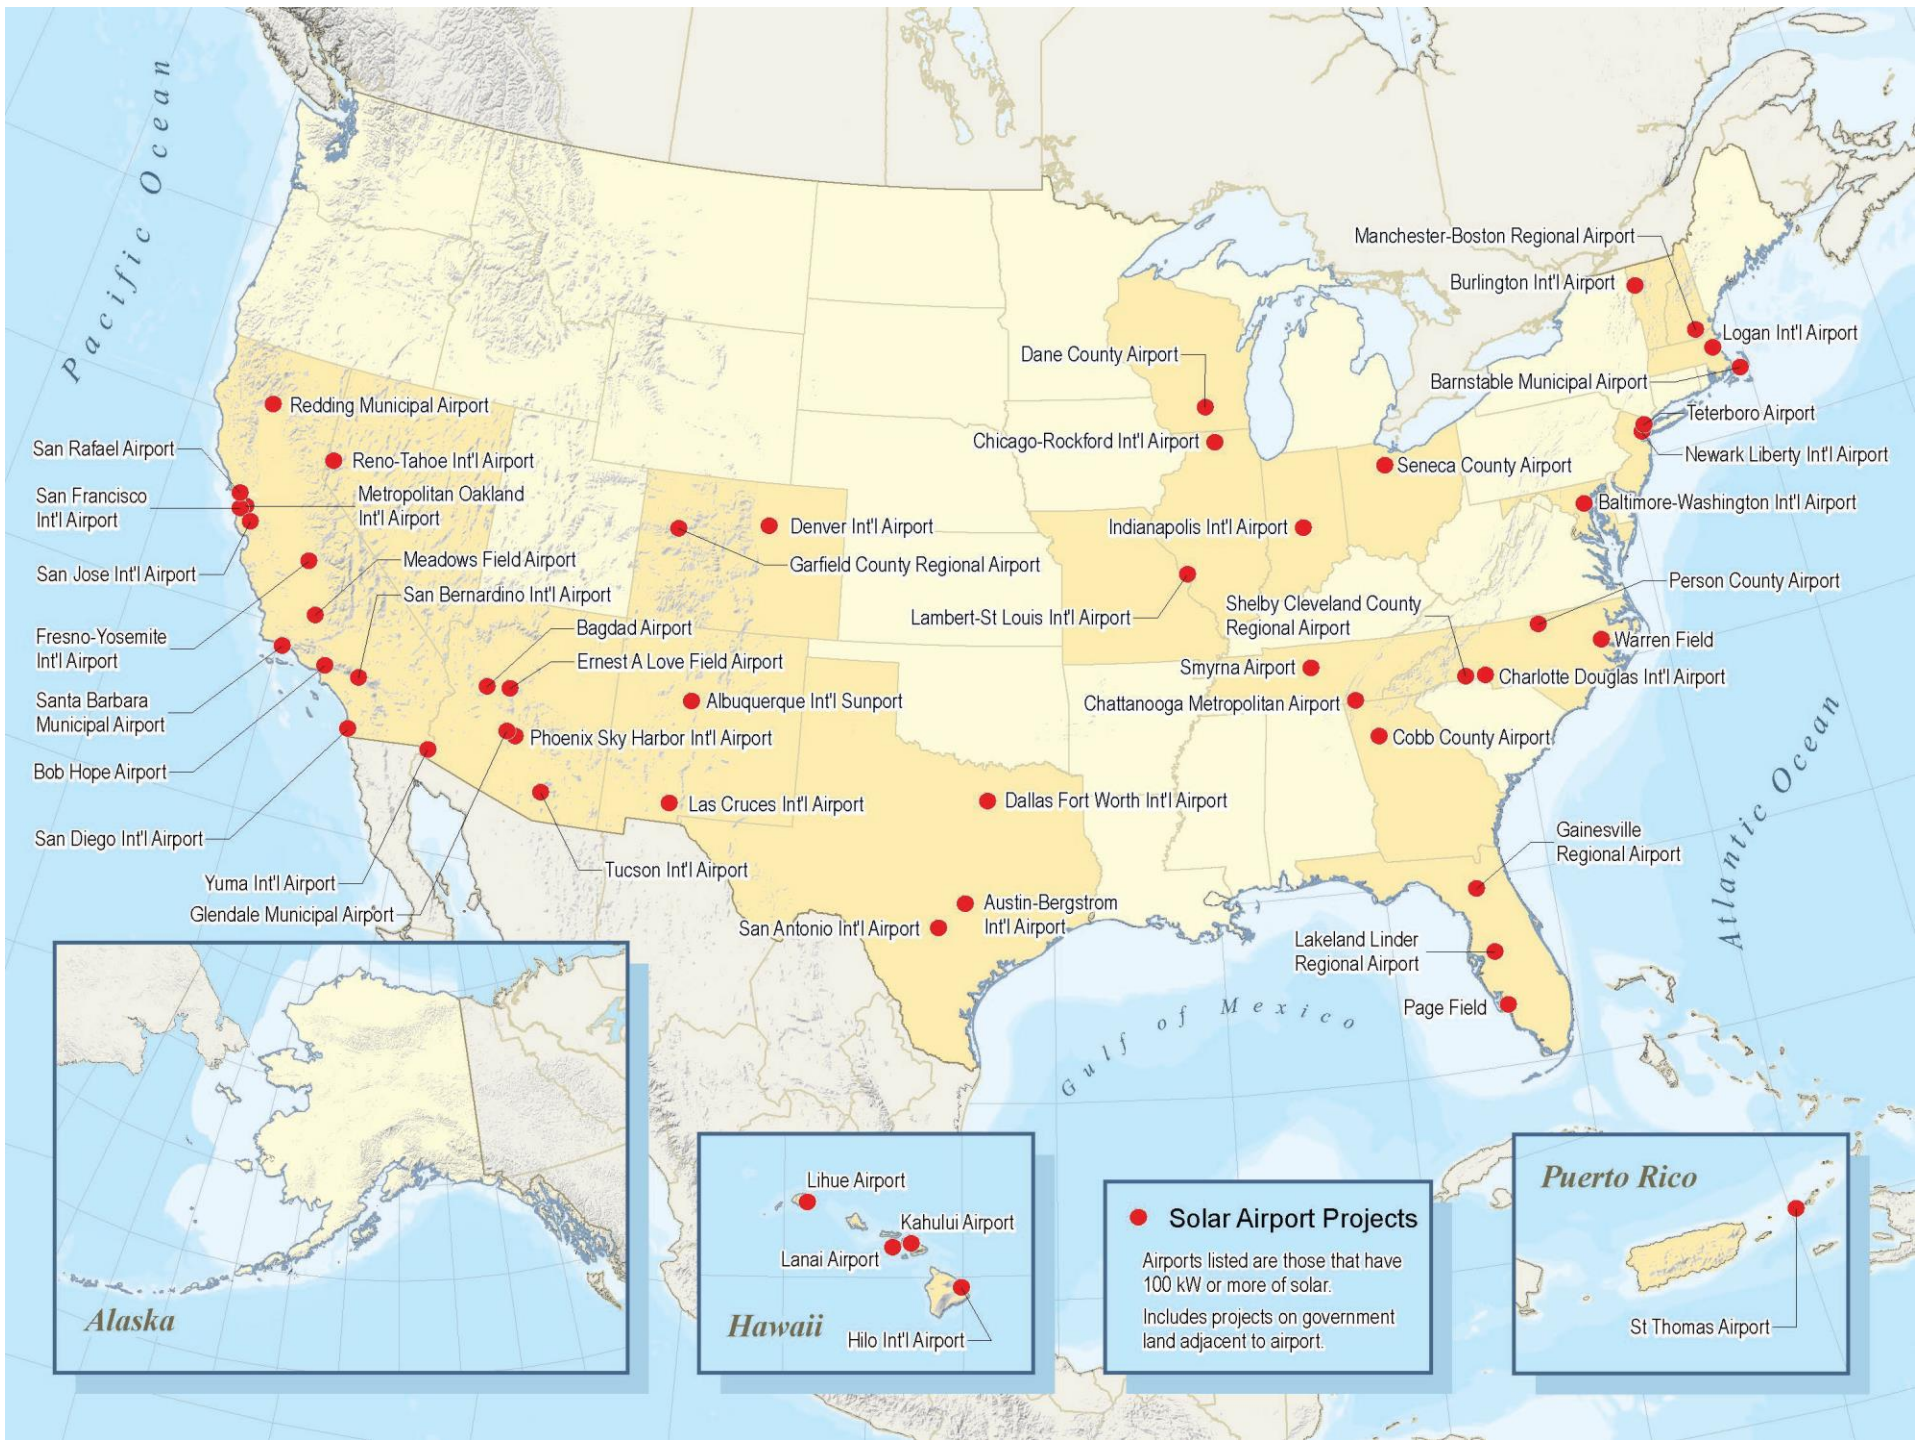 Pacific Ocean
Manchester-Boston Regional Airport
Burlington Int'l Airport
Logan Int'l Airport
Dane County Airport
Barnstable Municipal Airport
Redding Municipal Airport
Teterboro Airport
Chicago-Rockford Int'l Airport
San Rafael Airport
Reno-Tahoe Int'l Airport
Seneca County Airport
Newark Liberty Int'l Airport
San Francisco
Int'l Airport
Metropolitan Oakland
Int'l Airport
Baltimore-Washington Int'l Airport
Denver Int'l Airport
Indianapolis Int'l Airport
San Jose Int'l Airport
Meadows Field Airport
Garfield County Regional Airport
Person County Airport
San Bernardino Int'l Airport
Lambert-St Louis Int'l Airport
Shelby Cleveland County
Regional Airport
Fresno-Yosemite
Int'l Airport
Bagdad Airport
Warren Field
Ernest A Love Field Airport
Smyrna Airport
Charlotte Douglas Int'l Airport
Santa Barbara
Municipal Airport
Albuquerque Int'l Sunport
Chattanooga Metropolitan Airport
Phoenix Sky Harbor Int'l Airport
Cobb County Airport
Bob Hope Airport
Las Cruces Int'l Airport
Dallas Fort Worth Int'l Airport
San Diego Int'l Airport
Gainesville
Regional Airport
Atlantic Ocean
Tucson Int'l Airport
Yuma Int'l Airport
Glendale Municipal Airport
Austin-Bergstrom
Int'l Airport
San Antonio Int'l Airport
Lakeland Linder
Regional Airport
Page Field
Gulf of Mexico
Alaska
Lihue Airport
Kahului Airport
Lanai Airport
Hawaii
Hilo Int'l Airport
Solar Airport Projects
Airports listed are those that have
100 kW or more of solar.
Includes projects on government
land adjacent to airport.
Puerto Rico
St Thomas Airport